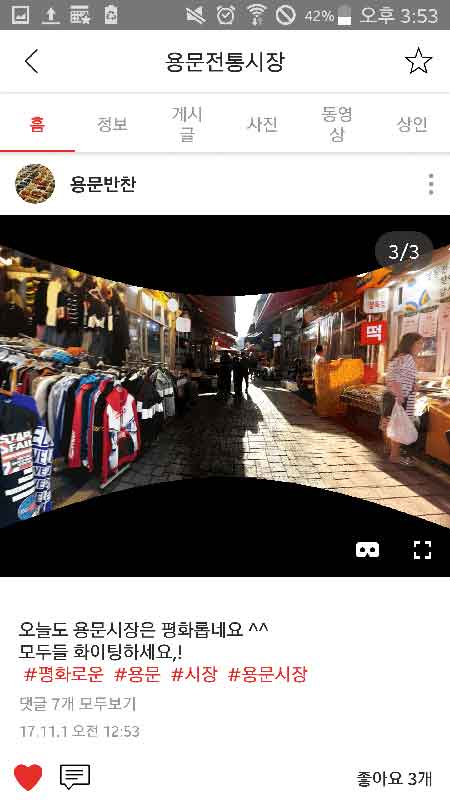 42% 오후 3:53
용문전통시장
홈 정보 게시글 사진 동영상 상인
용문반찬
3/3
떡
오늘도 용문시장은 평화롭네요 ^^
모두들 화이팅하세요,!
#평화로운 #용문 #시장 #용문시장
댓글 7개 모두보기
17.11.1 오전 12:53
좋아요 3개